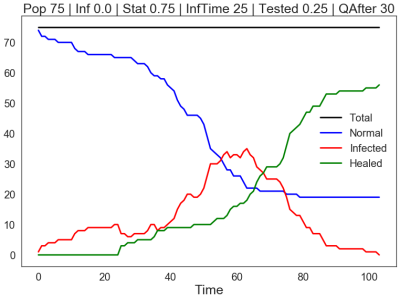 Pop 75 | Inf 0.0 | Stat 0.75 | InfTime 25 | Tested 0.25 | QAfter 30
70
60
50
40
30
20
10
0
Total
Normal
Infected
Healed
0 20 40 60 80 100
Time